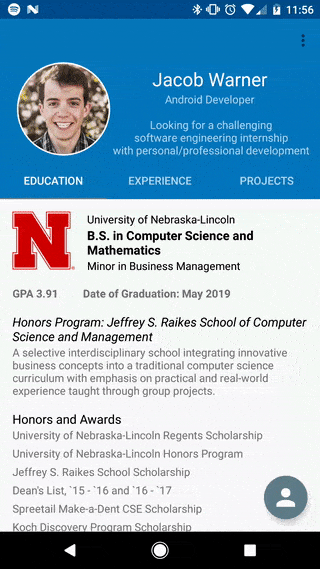 11:56
Jacob Warner
Android Developer
Looking for a challenging
software engineering internship
with personal/professional development
EDUCATION EXPERIENCE PROJECTS
N
University of Nebraska-Lincoln
B.S. in Computer Science and
Mathematics
Minor in Business Management
GPA 3.91 Date of Graduation: May 2019
Honors Program: Jeffrey S. Raikes School of Computer
Science and Management
A selective interdisciplinary school integrating innovative
business concepts into a traditional computer science
curriculum with emphasis on practical and real-world
experience taught through group projects.
Honors and Awards
University of Nebraska-Lincoln Regents Scholarship
University of Nebraska-Lincoln Honors Program
Jeffrey S. Raikes School Scholarship
Dean's List, `15 - `16 and `16 - `17
Spreetail Make-a-Dent CSE Scholarship
Koch Discovery Program Scholarship